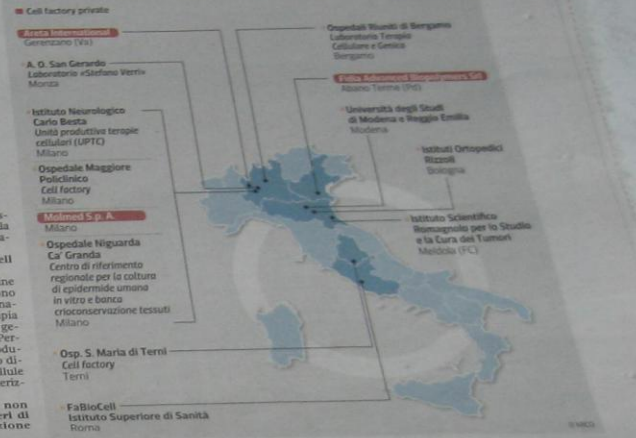 Cell factory private
Areta International
Gerenzano (Va)
A. O. San Gerardo
Laboratorio «Stefano Verri»
Monza
Istituto Neurologico
Carlo Besta
Unità produttiva terapie
cellulari (UPTC)
Milano
Ospedale Maggiore
Policlinico
Cell factory
Milano
Molmed S.p. A.
Milano
Ospedale Niguarda
Ca' Granda
Centro di riferimento
regionale per la coltura
di epidermide umana
in vitro e banca
crioconservazione tessuti
Milano
Osp. S. Maria di Terni
Cell factory
Terni
FaBioCell
Istituto Superiore di Sanità
Roma
Ospedali Riuniti di Bergamo
Laboratorio Terapia
Cellulare e Genica
Bergamo
Fidia Advanced Biopolymers Srl
Abano Terme (Pd)
Università degli Studi
di Modena e Reggio Emilia
Modena
Istituti Ortopedici
Rizzoli
Bologna
Istituto Scientifico
Romagnolo per lo Studio
e la Cura dei Tumori
Meldola (FC)